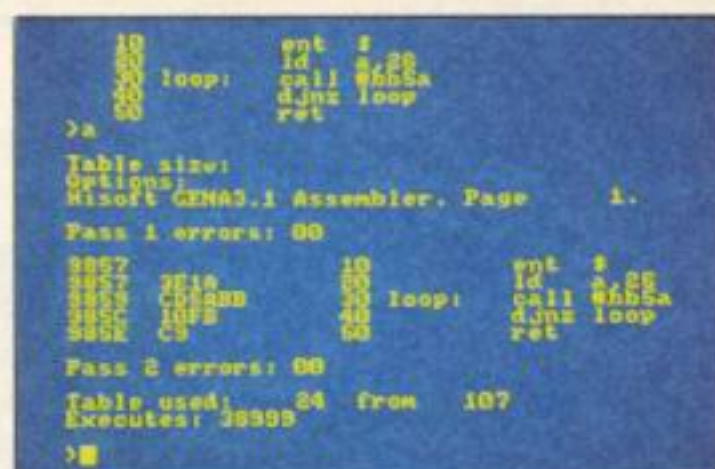 10 ent $
20 ld a,26
30 loop: call #bb5a
40 djnz loop
50 ret
>a
Table size:
Options:
Hisoft GENA3.1 Assembler. Page 1.
Pass 1 errors: 00
9857 10 ent $
9857 3E1A 20 ld a,26
9859 CD5ABB 30 loop: call #bb5a
985C 10FB 40 djnz loop
985E C9 50 ret
Pass 2 errors: 00
Table used: 24 from 107
Executes: 38999
>